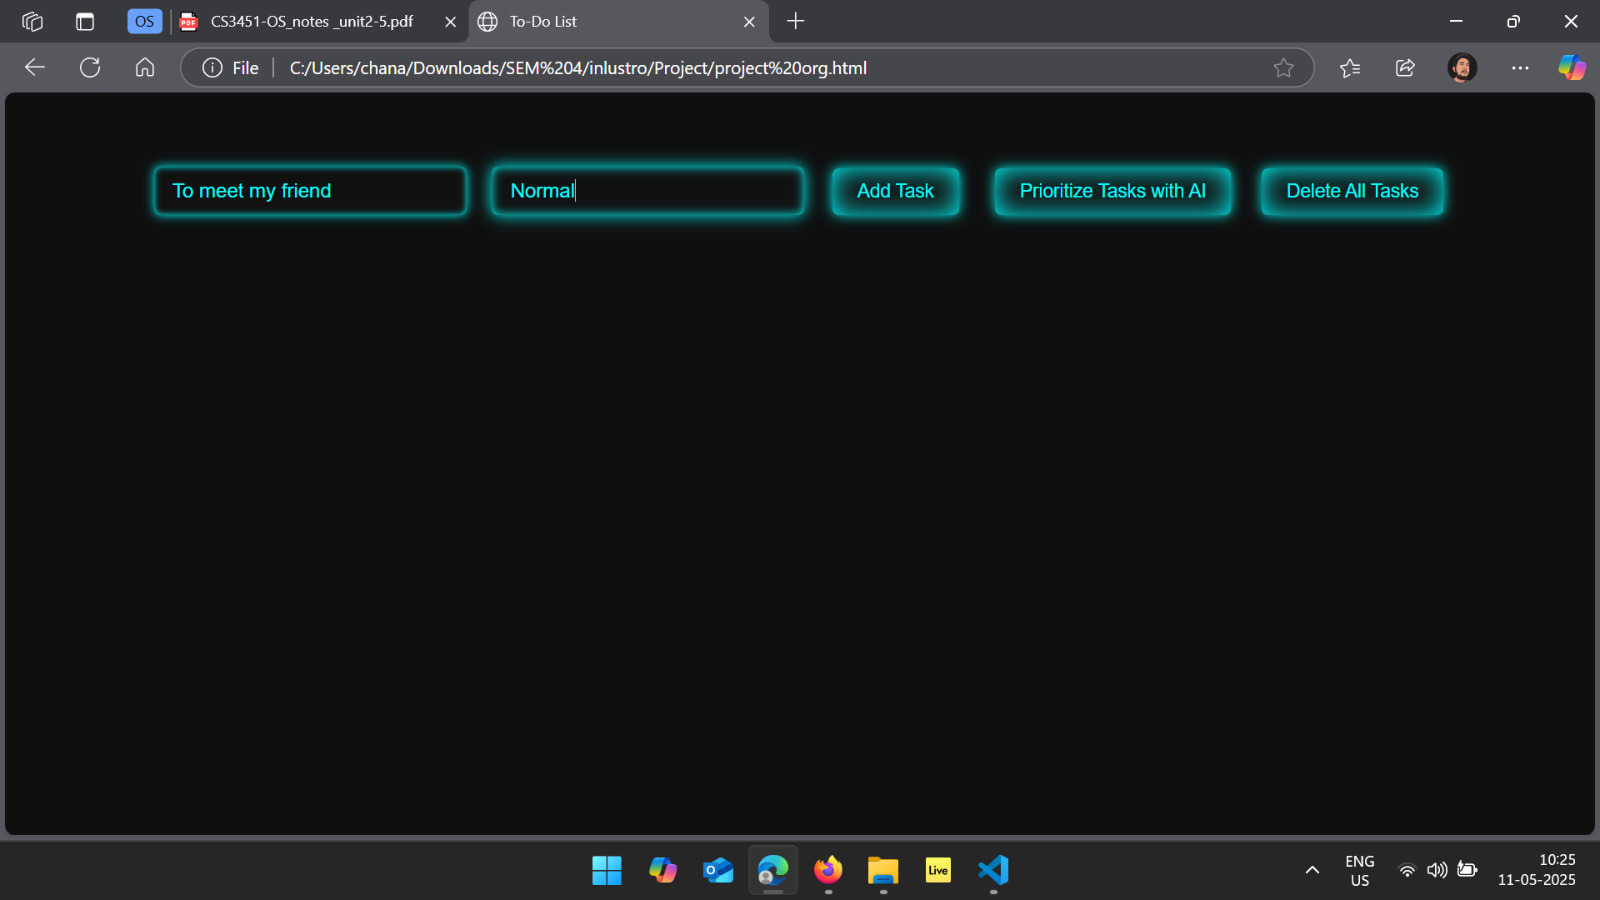 OS
PDF
CS3451-OS_notes _unit2-5.pdf
To-Do List
File
C:/Users/chana/Downloads/SEM%204/inlustro/Project/project%20org.html
To meet my friend
Normal
Add Task
Prioritize Tasks with AI
Delete All Tasks
Live
ENG
US
10:25
11-05-2025